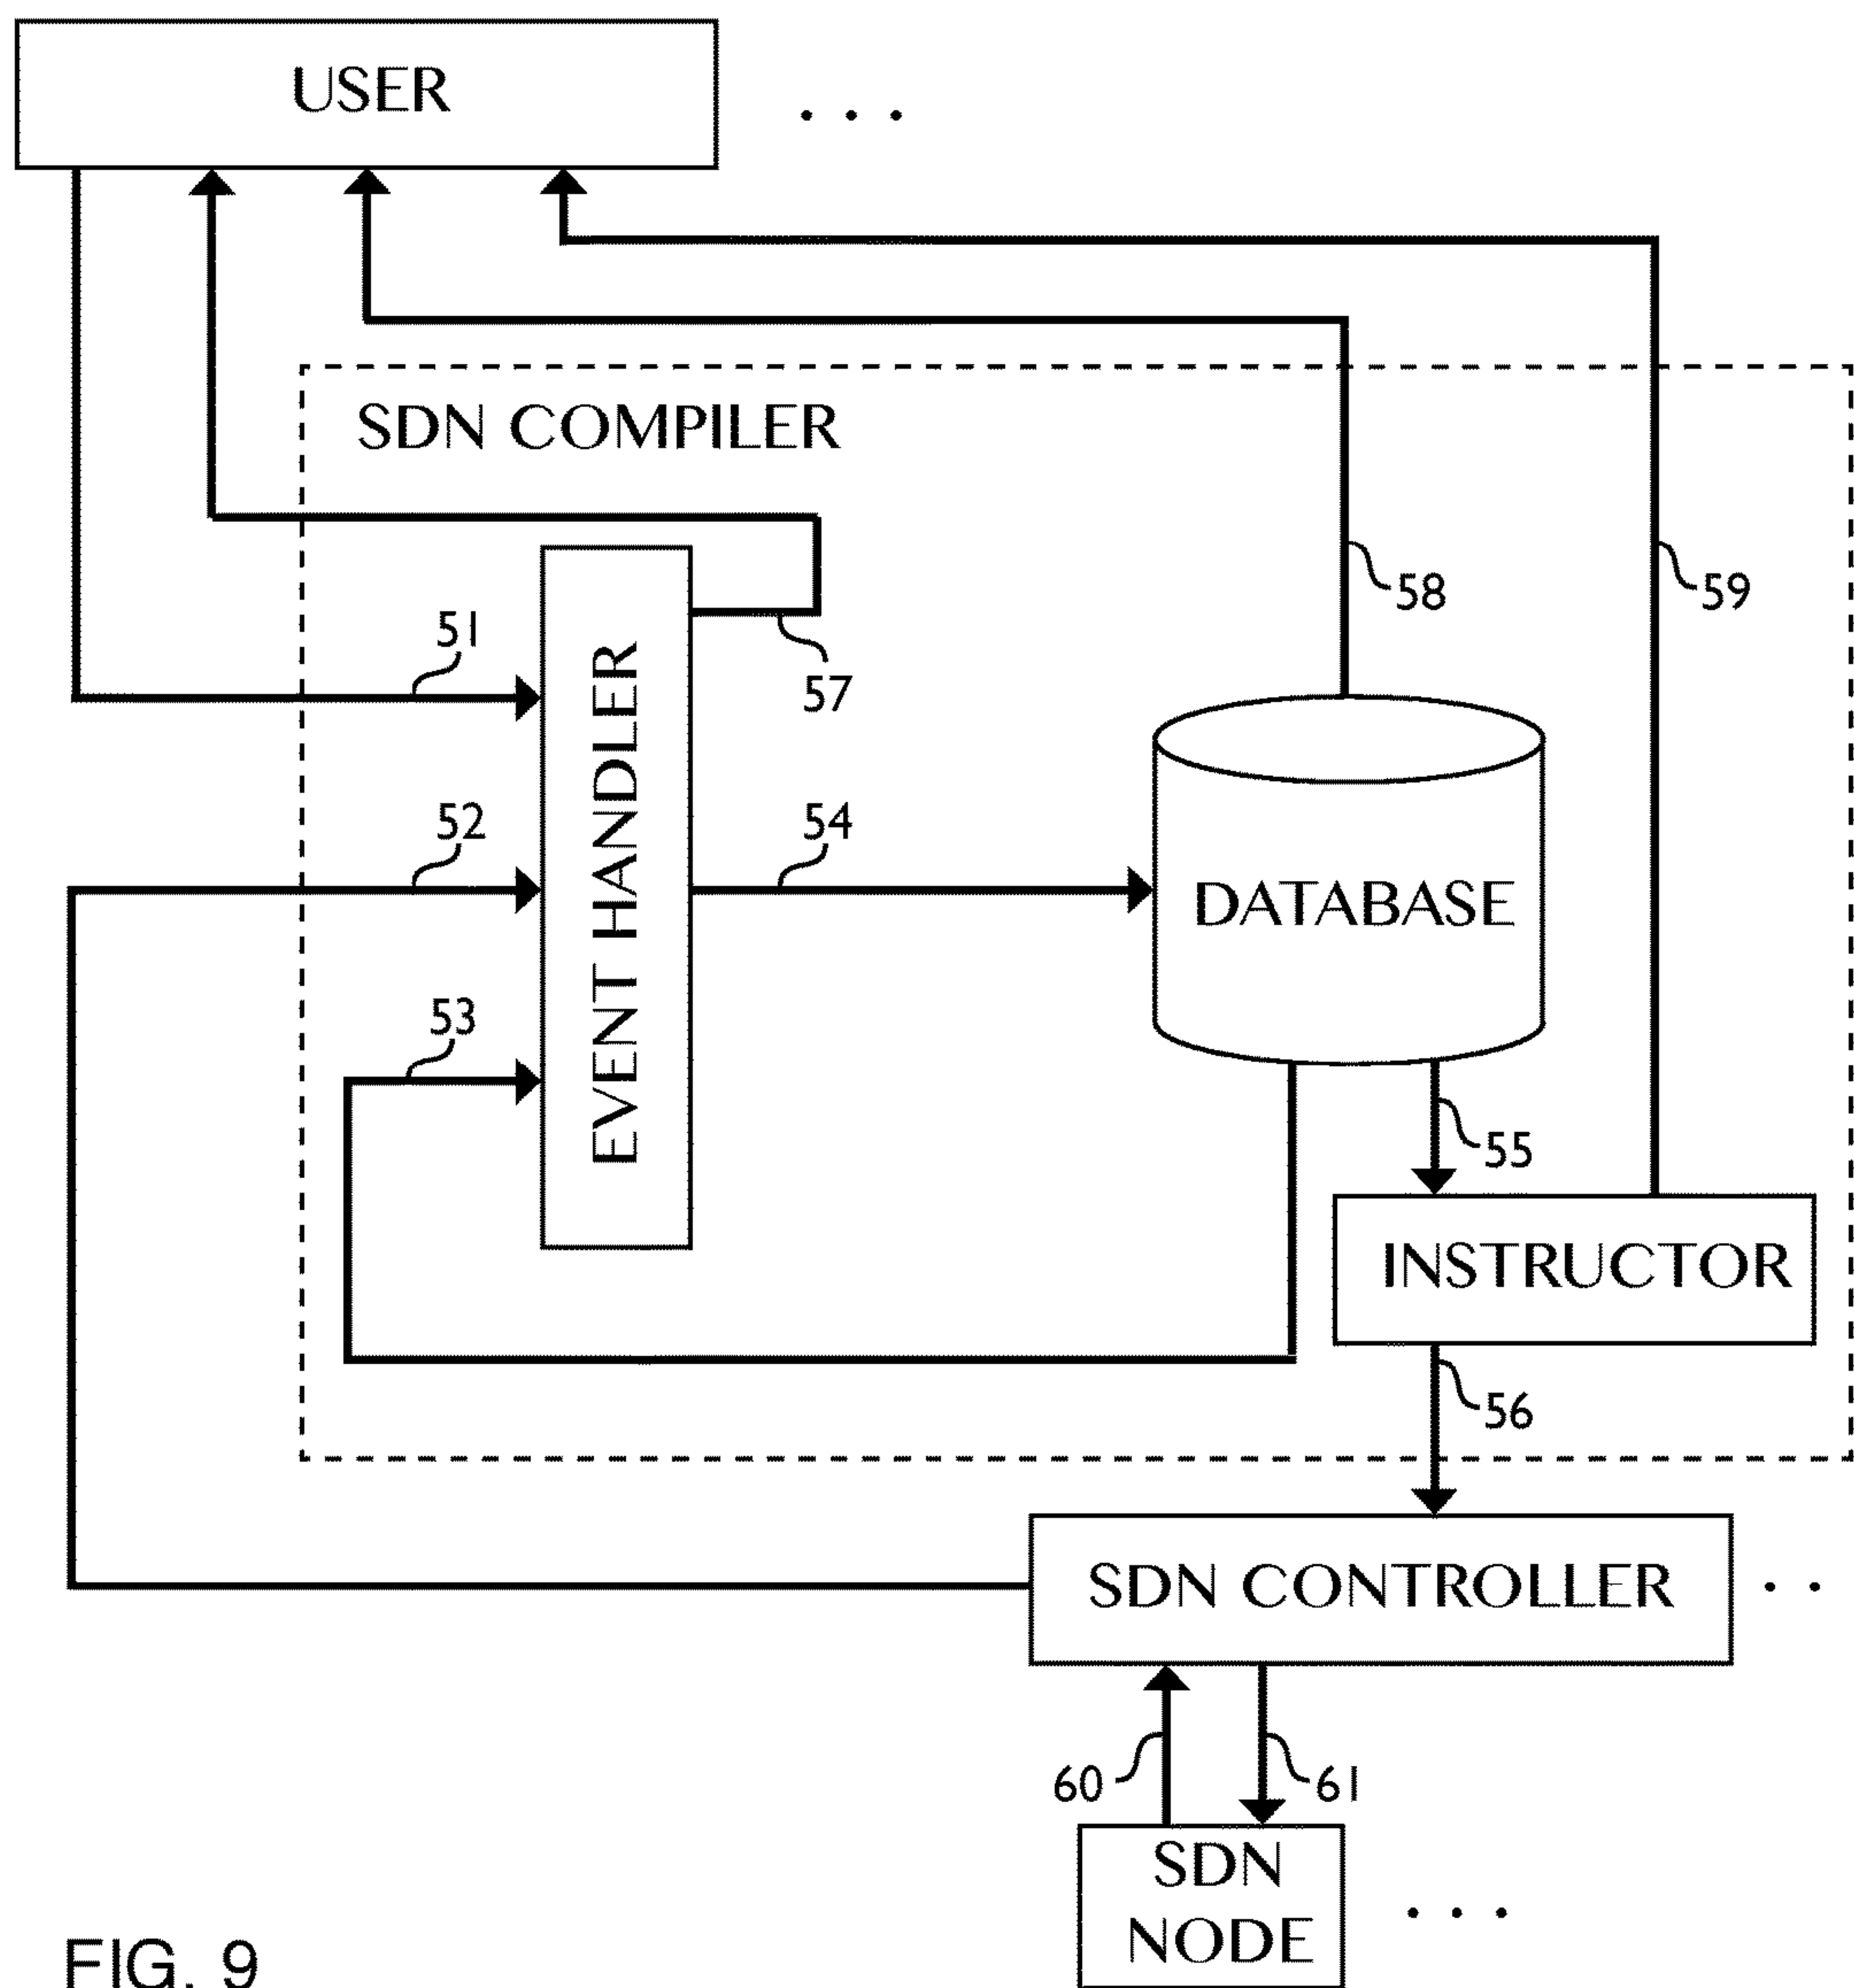 USER
. . .
SDN COMPILER
58
59
51
57
52
54
EVENT HANDLER
DATABASE
53
55
INSTRUCTOR
56
SDN CONTROLLER
. .
60
61
SDN
NODE
. . .
FIG. 9